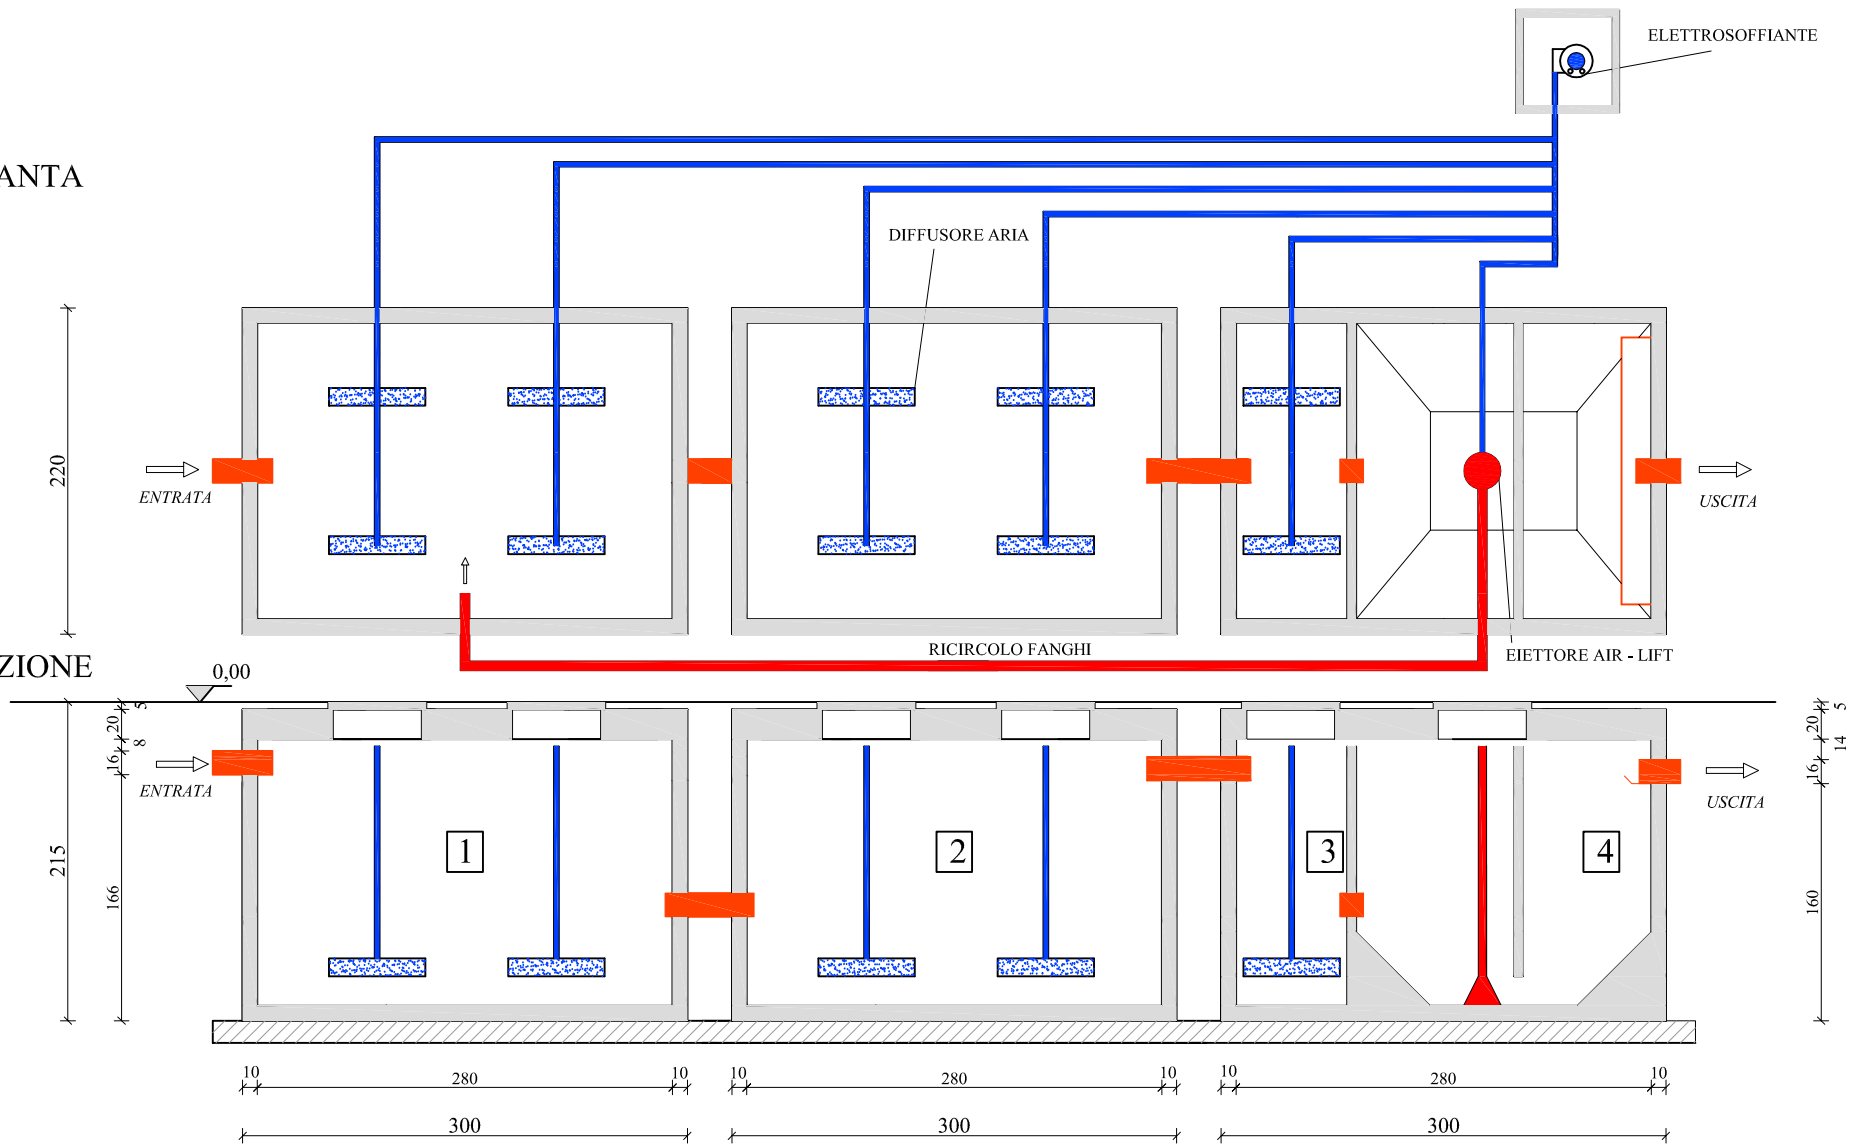 ELETTROSOFFIANTE
ANTA
DIFFUSORE ARIA
220
ENTRATA
USCITA
RICIRCOLO FANGHI
EIETTORE AIR - LIFT
ZIONE
0,00
5
20
8
16
166
215
ENTRATA
1
2
3
4
5
20
14
16
160
USCITA
10
280
10
10
280
10
10
280
10
300
300
300